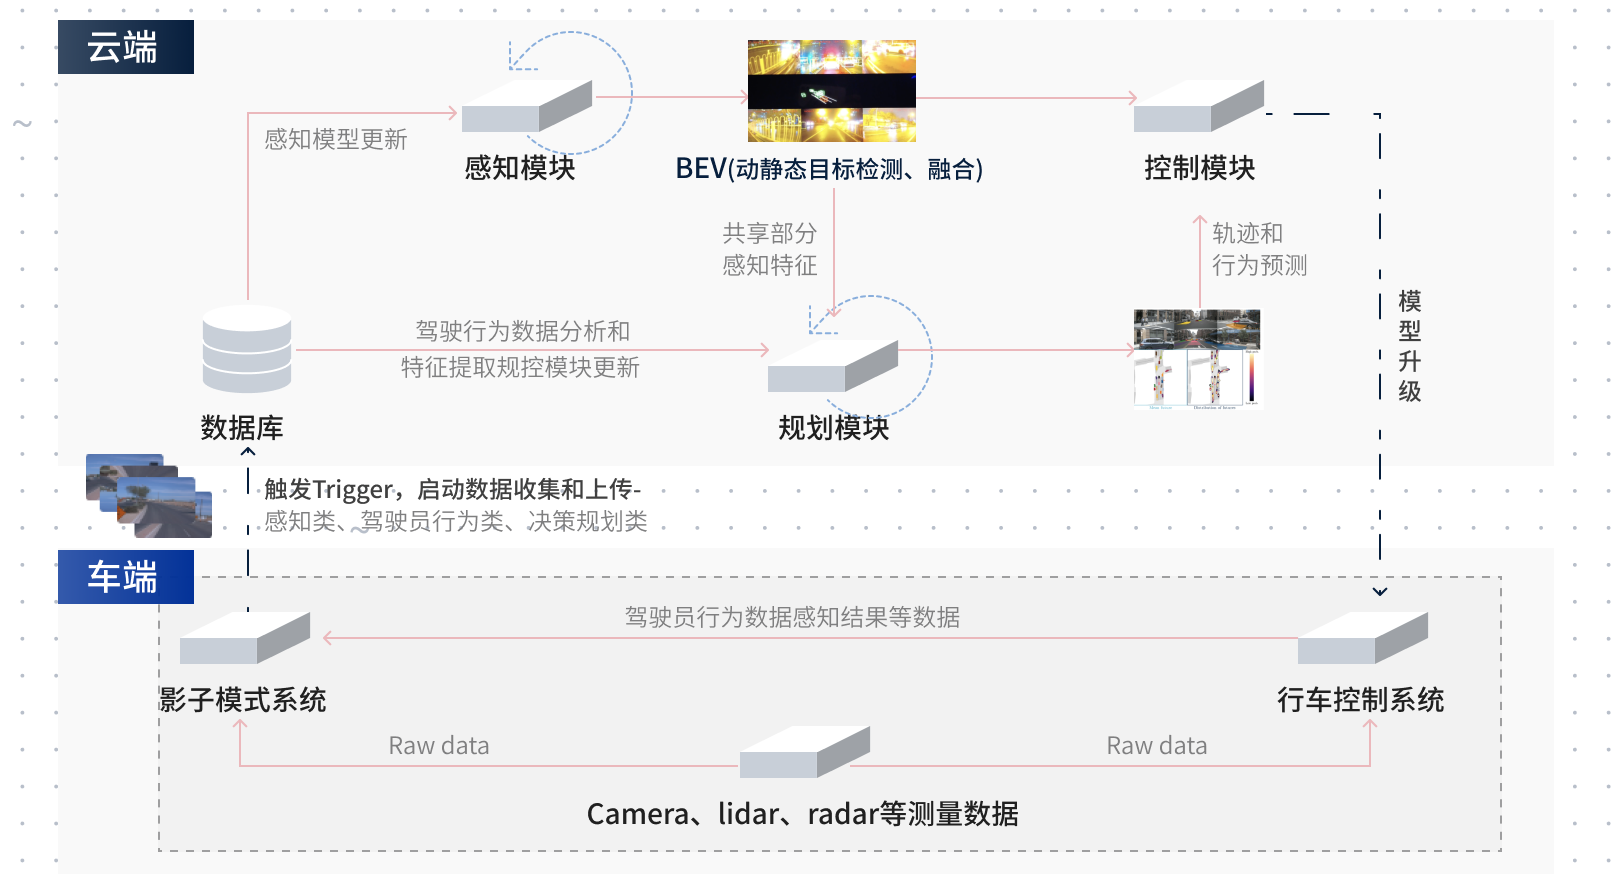 云端
感知模型更新
感知模块
BEV(动静态目标检测、融合)
控制模块
共享部分
感知特征
轨迹和
行为预测
模
型
升
级
驾驶行为数据分析和
特征提取规控模块更新
数据库
规划模块
触发Trigger，启动数据收集和上传-
感知类、驾驶员行为类、决策规划类
车端
驾驶员行为数据感知结果等数据
影子模式系统
行车控制系统
Raw data
Raw data
Camera、lidar、radar等测量数据